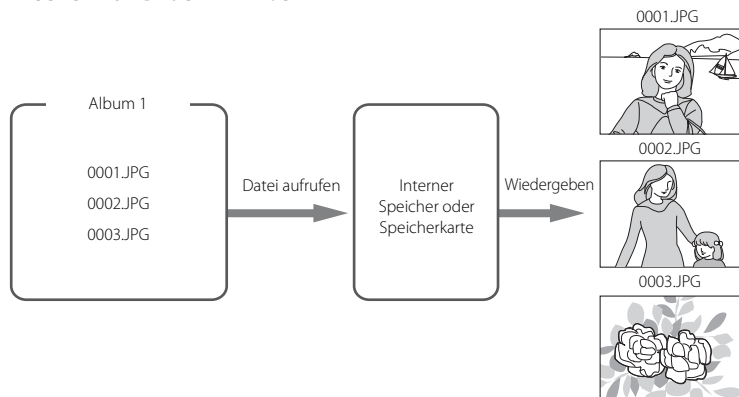 0001.JPG
Album 1
0001.JPG
0002.JPG
0003.JPG
Datei aufrufen
Interner
Speicher oder
Speicherkarte
Wiedergeben
0002.JPG
0003.JPG